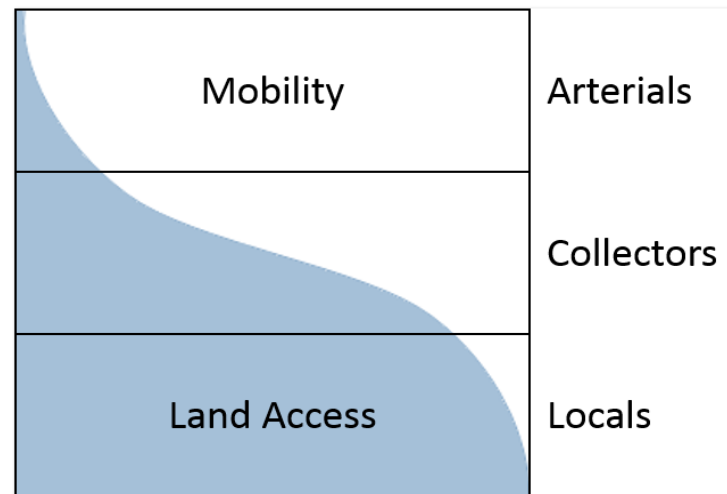 Mobility
Arterials
Collectors
Land Access
Locals